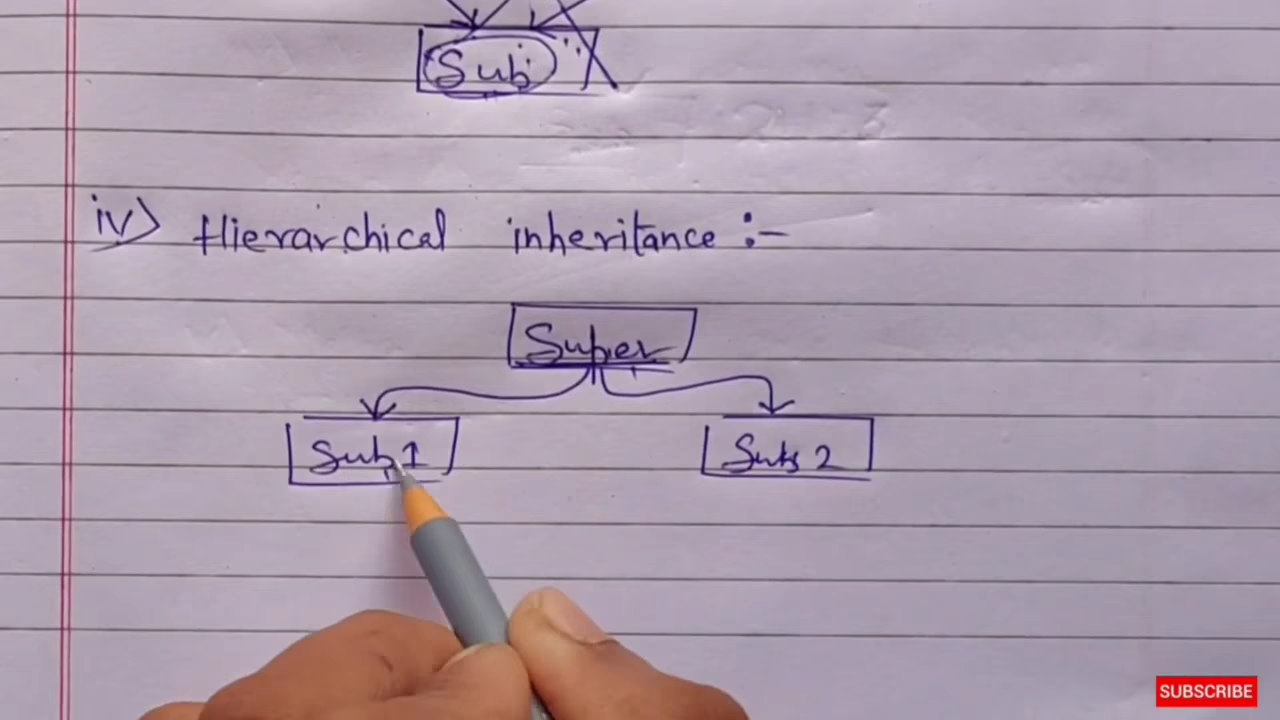 Sub
iv) Hierarchical inheritance :-
Super
Sub 1 Sub 2
SUBSCRIBE